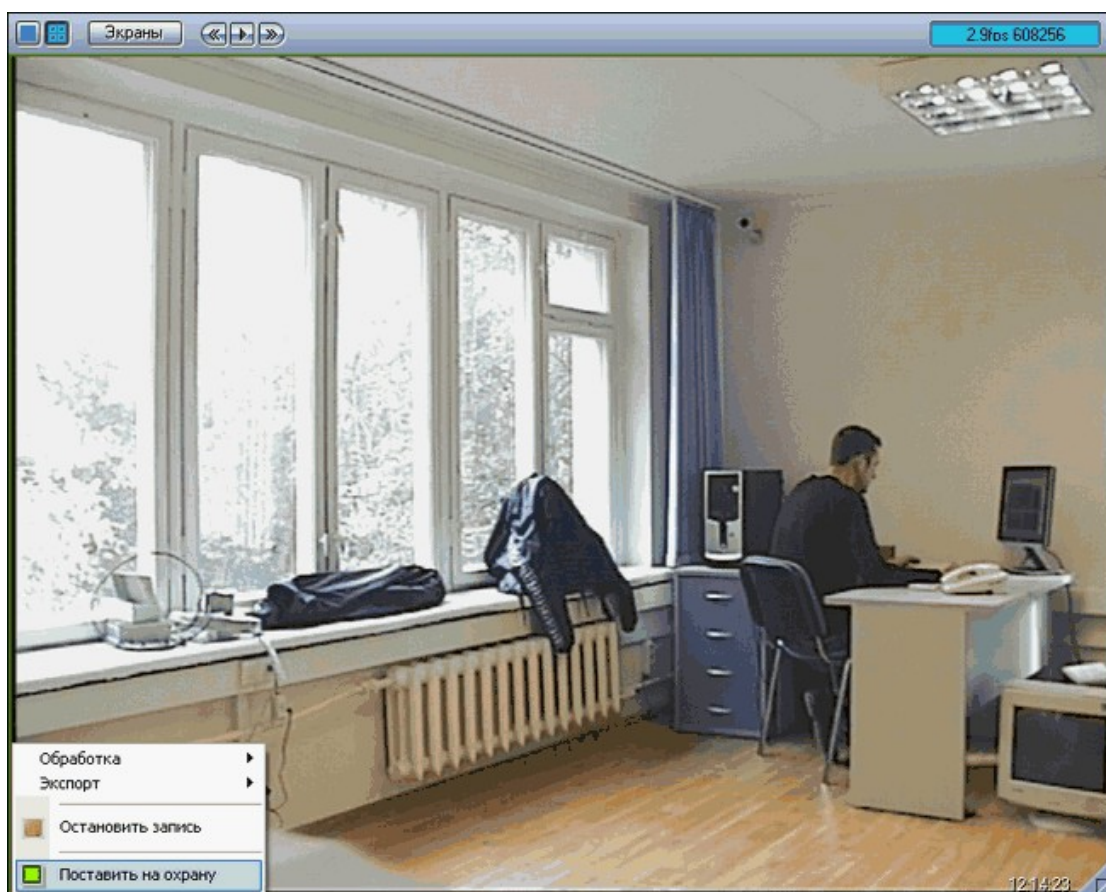 Экраны
2.9fps 608256
Обработка
Экспорт
Остановить запись
Поставить на охрану
12:14:23